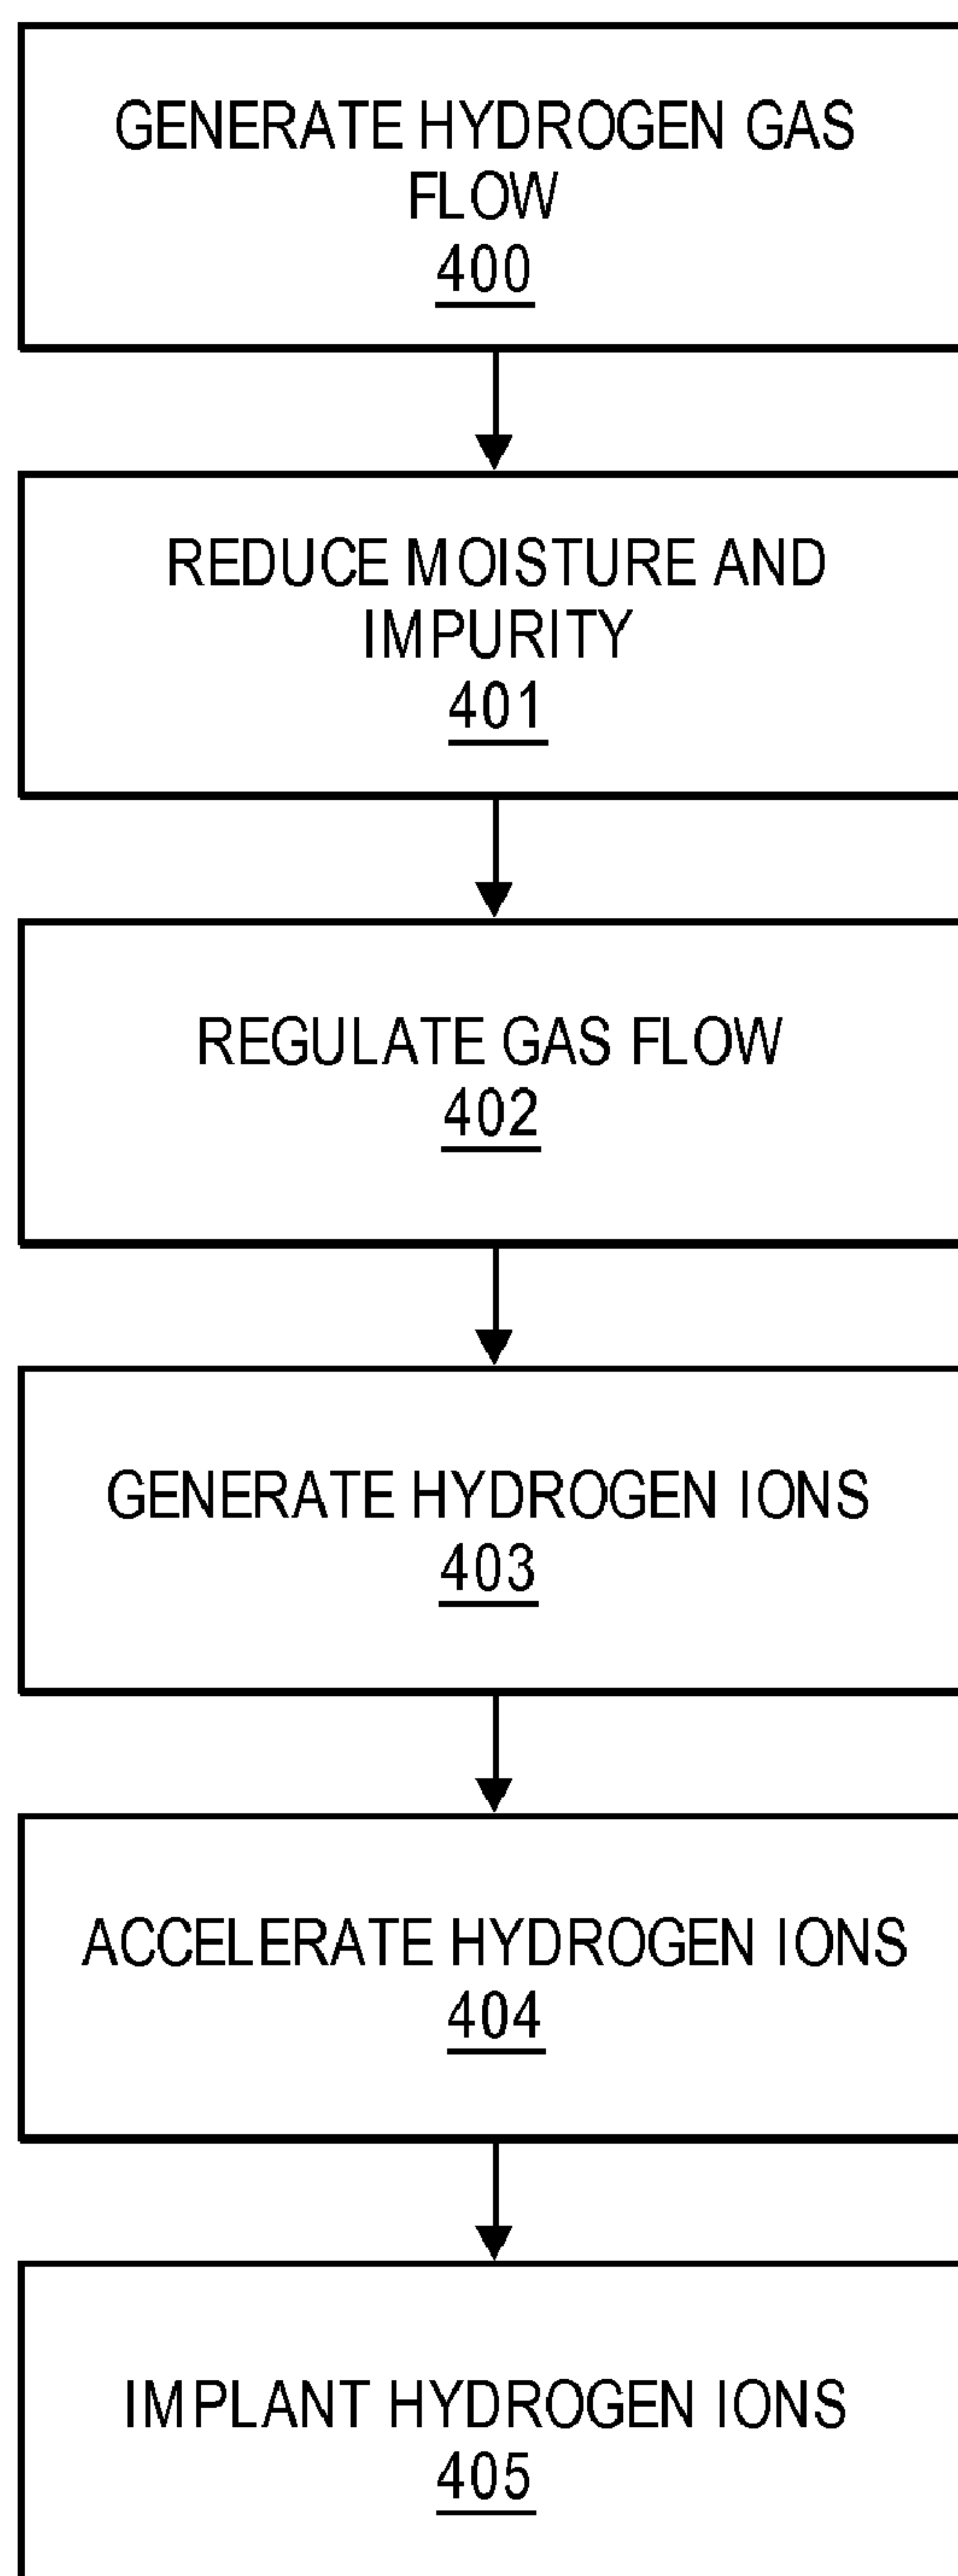 GENERATE HYDROGEN GAS
FLOW
400
REDUCE MOISTURE AND
IMPURITY
401
REGULATE GAS FLOW
402
GENERATE HYDROGEN IONS
403
ACCELERATE HYDROGEN IONS
404
IMPLANT HYDROGEN IONS
405